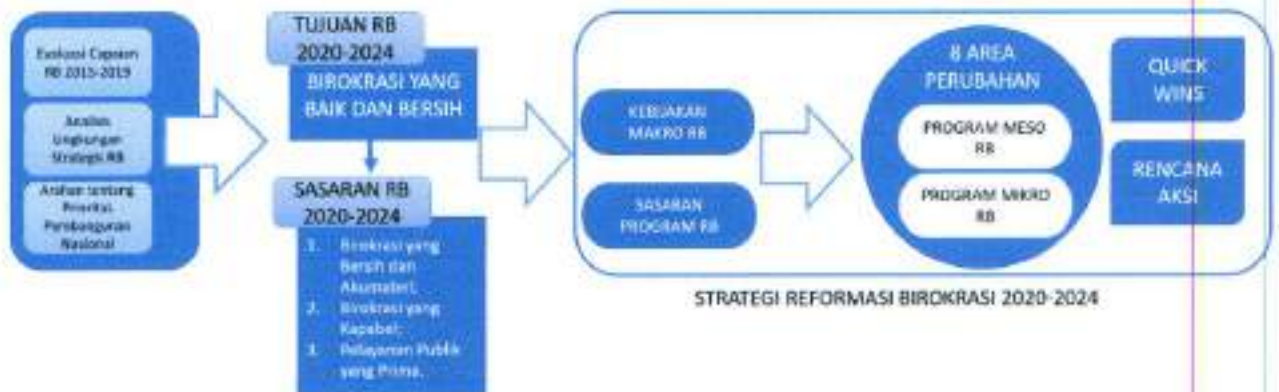 Evaluasi Capaian
RB 2015-2019
Analisis
Lingkungan
Strategis RB
Arahan tentang
Prioritas
Pembangunan
Nasional
TUJUAN RB
2020-2024
BIROKRASI YANG
BAIK DAN BERSIH
SASARAN RB
2020-2024
1. Birokrasi yang
Bersih dan
Akuntabel;
2. Birokrasi yang
Kapabel;
3. Pelayanan Publik
yang Prima.
KEBIJAKAN
MAKRO RB
SASARAN
PROGRAM RB
8 AREA
PERUBAHAN
PROGRAM MESO
RB
PROGRAM MIKRO
RB
QUICK
WINS
RENCANA
AKSI
STRATEGI REFORMASI BIROKRASI 2020-2024